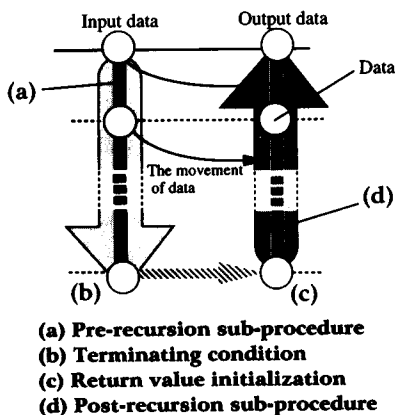 Input data
Output data
(a)
Data
The movement
of data
(d)
(b)
(c)
(a) Pre-recursion sub-procedure
(b) Terminating condition
(c) Return value initialization
(d) Post-recursion sub-procedure